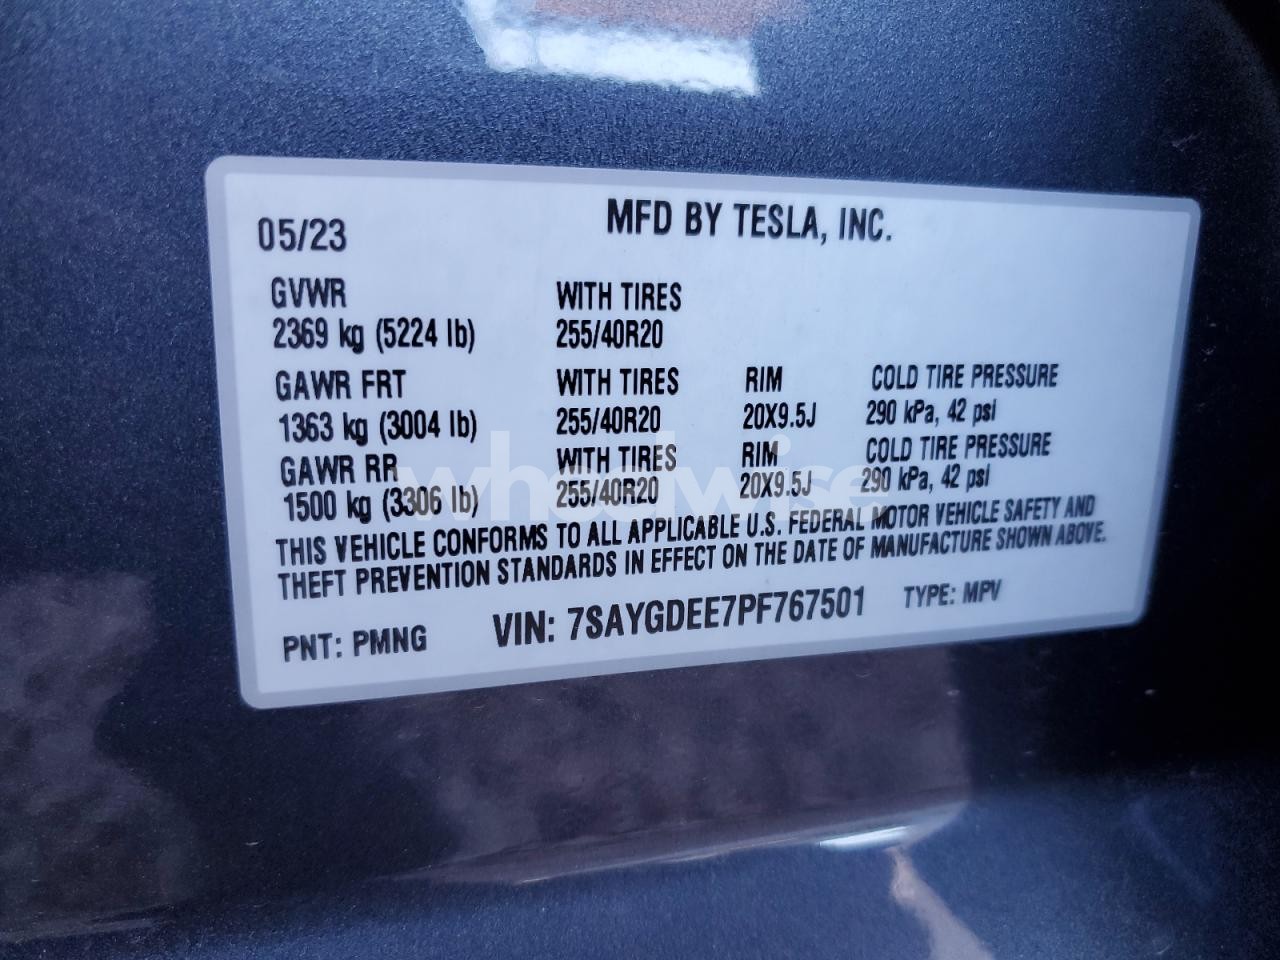 05/23 MFD BY TESLA, INC.
GVWR WITH TIRES
2369 kg (5224 lb) 255/40R20
GAWR FRT WITH TIRES RIM COLD TIRE PRESSURE
1363 kg (3004 lb) 255/40R20 20X9.5J 290 kPa, 42 psi
GAWR RR WITH TIRES RIM COLD TIRE PRESSURE
1500 kg (3306 lb) 255/40R20 20X9.5J 290 kPa, 42 psi
wheelwise
THIS VEHICLE CONFORMS TO ALL APPLICABLE U.S. FEDERAL MOTOR VEHICLE SAFETY AND
THEFT PREVENTION STANDARDS IN EFFECT ON THE DATE OF MANUFACTURE SHOWN ABOVE.
PNT: PMNG VIN: 7SAYGDEE7PF767501 TYPE: MPV